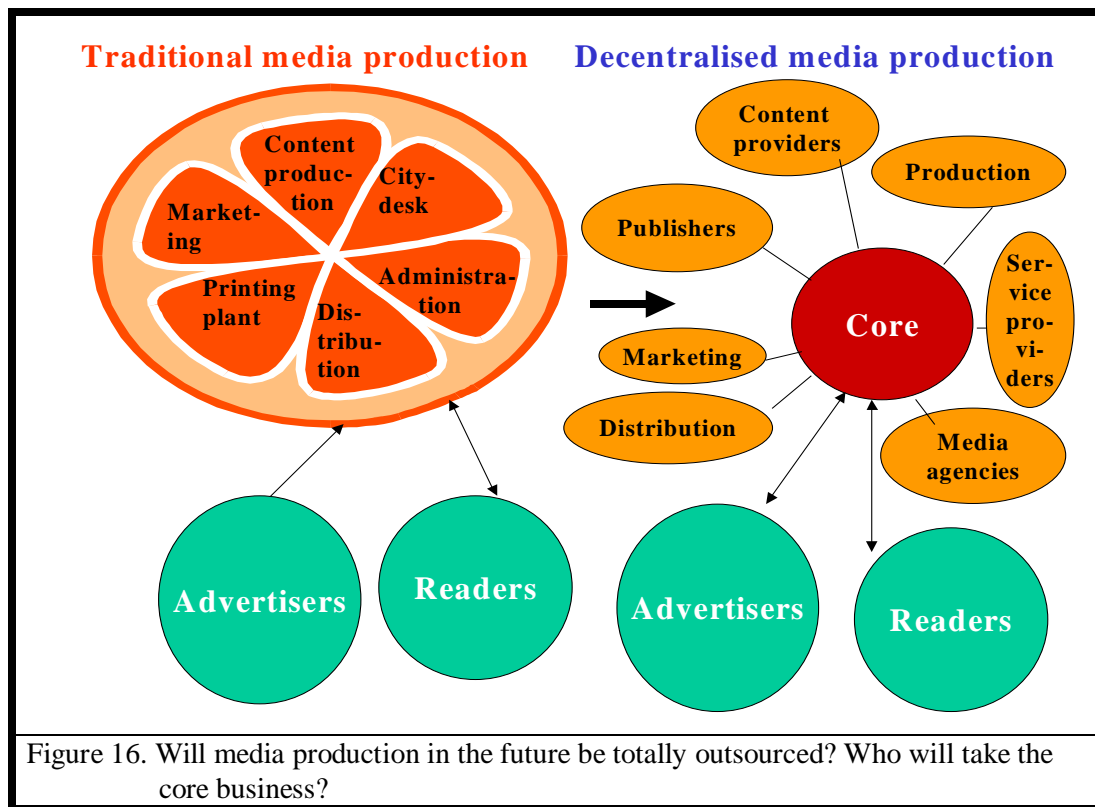 Traditional media production
Decentralised media production
Content
produc-
tion
City-
desk
Market-
ing
Administra-
tion
Printing
plant
Dis-
tribu-
tion
Advertisers
Readers
Content
providers
Production
Publishers
Ser-
vice
pro-
vi-
ders
Core
Marketing
Distribution
Media
agencies
Advertisers
Readers
Figure 16. Will media production in the future be totally outsourced? Who will take the
core business?